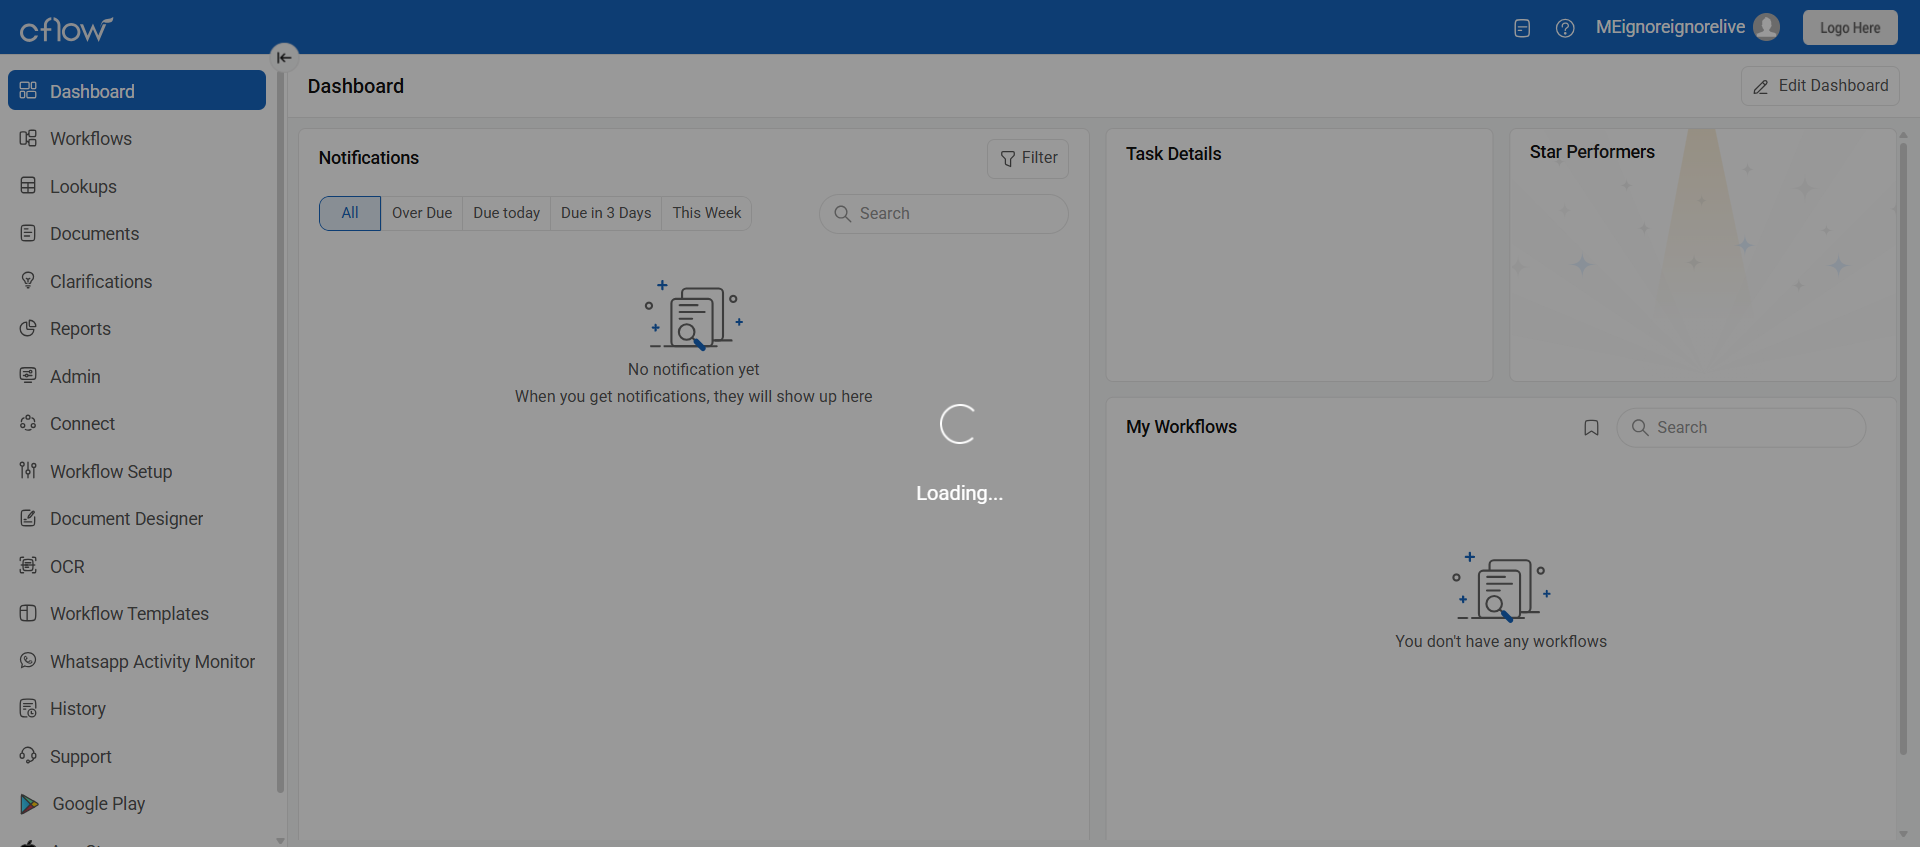 cflow
MEignoreignorelive
Logo Here
Dashboard
Workflows
Lookups
Documents
Clarifications
Reports
Admin
Connect
Workflow Setup
Document Designer
OCR
Workflow Templates
Whatsapp Activity Monitor
History
Support
Google Play
Dashboard
Edit Dashboard
Notifications
Filter
All
Over Due
Due today
Due in 3 Days
This Week
Search
No notification yet
When you get notifications, they will show up here
Loading...
Task Details
Star Performers
My Workflows
Search
You don't have any workflows